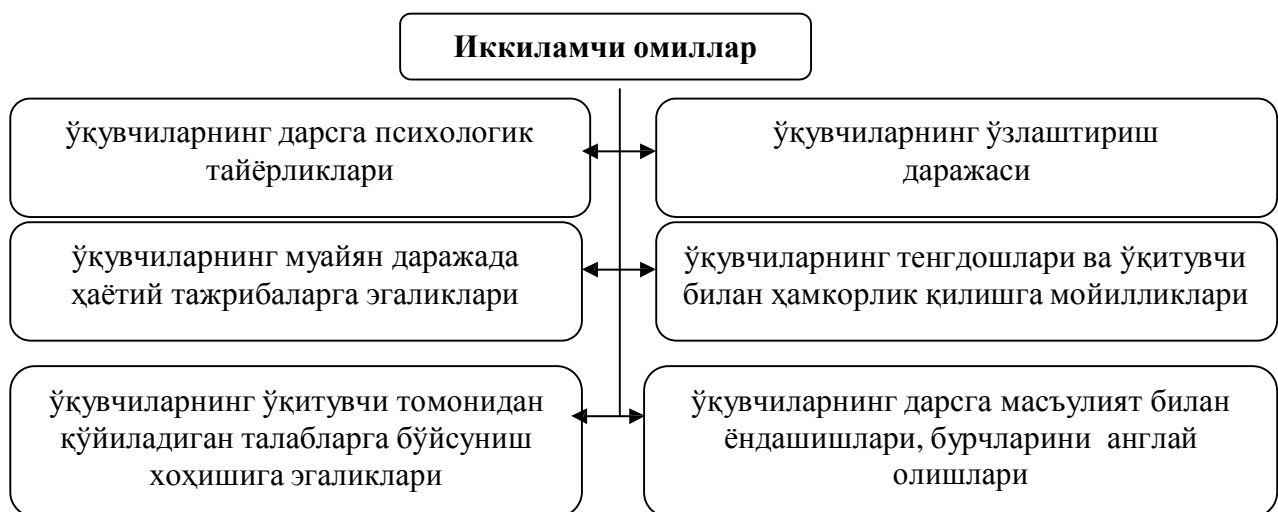 Иккиламчи омиллар
ўқувчиларнинг дарсга психологик
тайёрликлари
ўқувчиларнинг ўзлаштириш
даражаси
ўқувчиларнинг муайян даражада
ҳаётий тажрибаларга эгаликлари
ўқувчиларнинг тенгдошлари ва ўқитувчи
билан ҳамкорлик қилишга мойилликлари
ўқувчиларнинг ўқитувчи томонидан
қўйиладиган талабларга бўйсуниш
хоҳишига эгаликлари
ўқувчиларнинг дарсга масъулият билан
ёндашишлари, бурчларини англай
олишлари